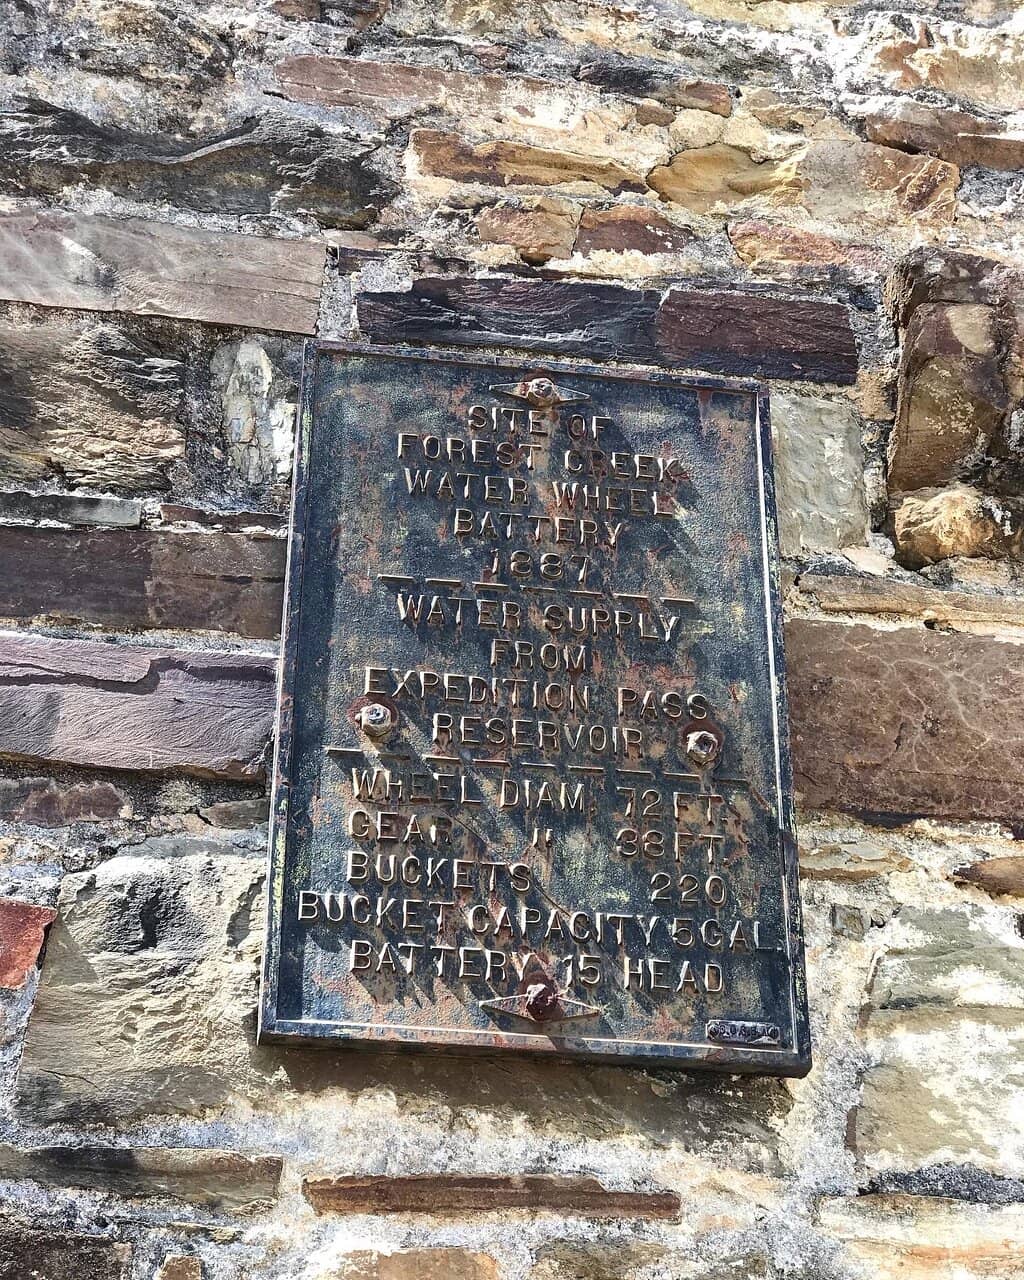 SITE OF
FOREST CREEK
WATER WHEEL
BATTERY
1887
WATER SUPPLY
FROM
EXPEDITION PASS
RESERVOIR
WHEEL DIAM. 72 FT.
GEAR " 38 FT.
BUCKETS 220
BUCKET CAPACITY 5 GAL
BATTERY 15 HEAD